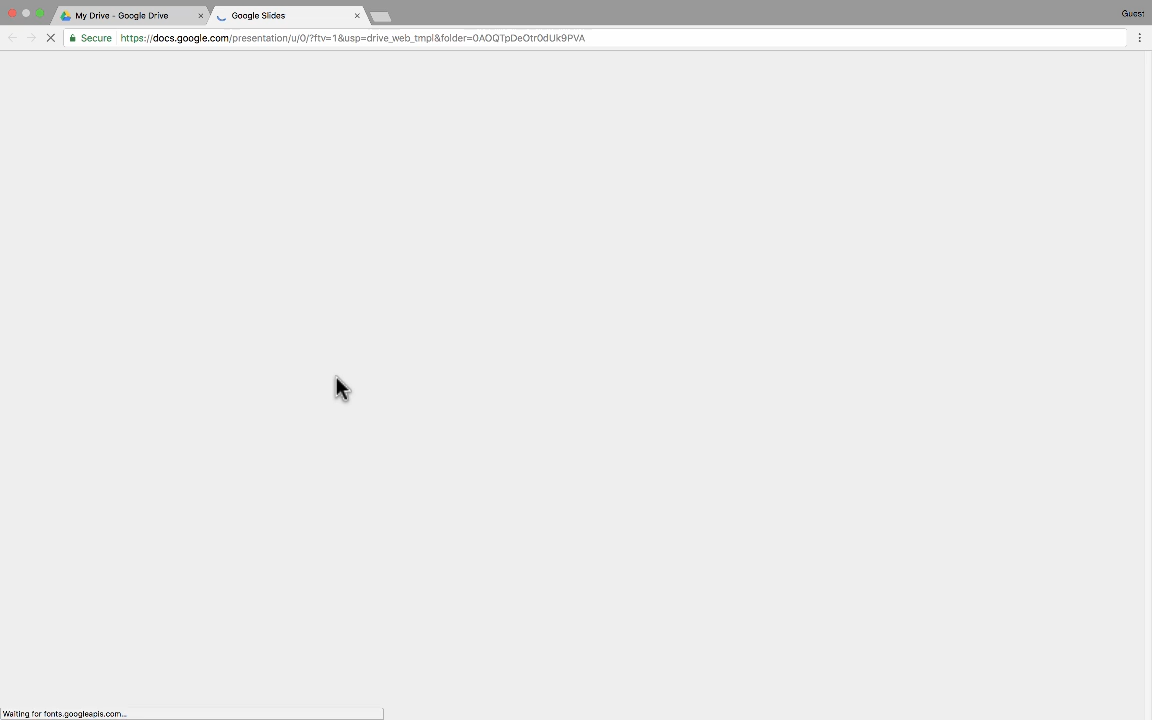 My Drive - Google Drive
Google Slides
Guest
Secure
https://docs.google.com/presentation/u/0/?ftv=1&usp=drive_web_tmpl&folder=0AOQTpDeOtr0dUk9PVA
Waiting for fonts.googleapis.com...